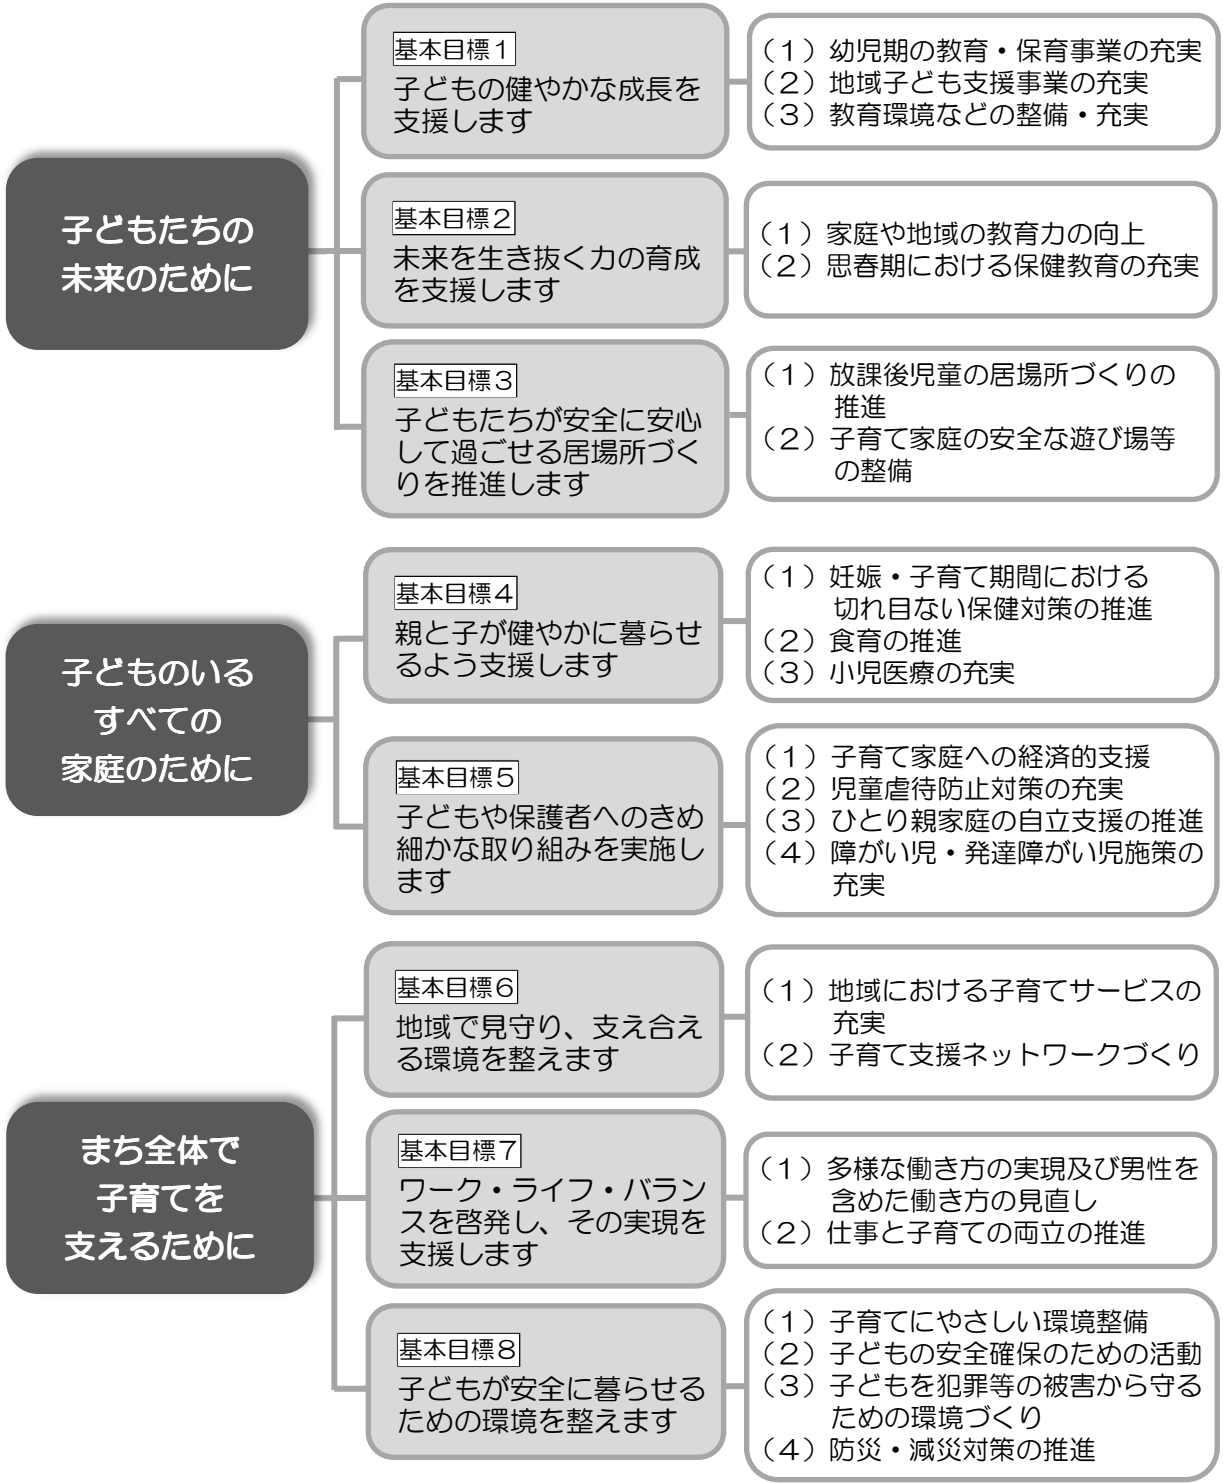 子どもたちの
未来のために
基本目標１
子どもの健やかな成長を
支援します
（１）幼児期の教育・保育事業の充実
（２）地域子ども支援事業の充実
（３）教育環境などの整備・充実
基本目標２
未来を生き抜く力の育成
を支援します
（１）家庭や地域の教育力の向上
（２）思春期における保健教育の充実
基本目標３
子どもたちが安全に安心
して過ごせる居場所づく
りを推進します
（１）放課後児童の居場所づくりの
推進
（２）子育て家庭の安全な遊び場等
の整備
子どものいる
すべての
家庭のために
基本目標４
親と子が健やかに暮らせ
るよう支援します
（１）妊娠・子育て期間における
切れ目ない保健対策の推進
（２）食育の推進
（３）小児医療の充実
基本目標５
子どもや保護者へのきめ
細かな取り組みを実施し
ます
（１）子育て家庭への経済的支援
（２）児童虐待防止対策の充実
（３）ひとり親家庭の自立支援の推進
（４）障がい児・発達障がい児施策の
充実
まち全体で
子育てを
支えるために
基本目標６
地域で見守り、支え合え
る環境を整えます
（１）地域における子育てサービスの
充実
（２）子育て支援ネットワークづくり
基本目標７
ワーク・ライフ・バラン
スを啓発し、その実現を
支援します
（１）多様な働き方の実現及び男性を
含めた働き方の見直し
（２）仕事と子育ての両立の推進
基本目標８
子どもが安全に暮らせる
ための環境を整えます
（１）子育てにやさしい環境整備
（２）子どもの安全確保のための活動
（３）子どもを犯罪等の被害から守る
ための環境づくり
（４）防災・減災対策の推進